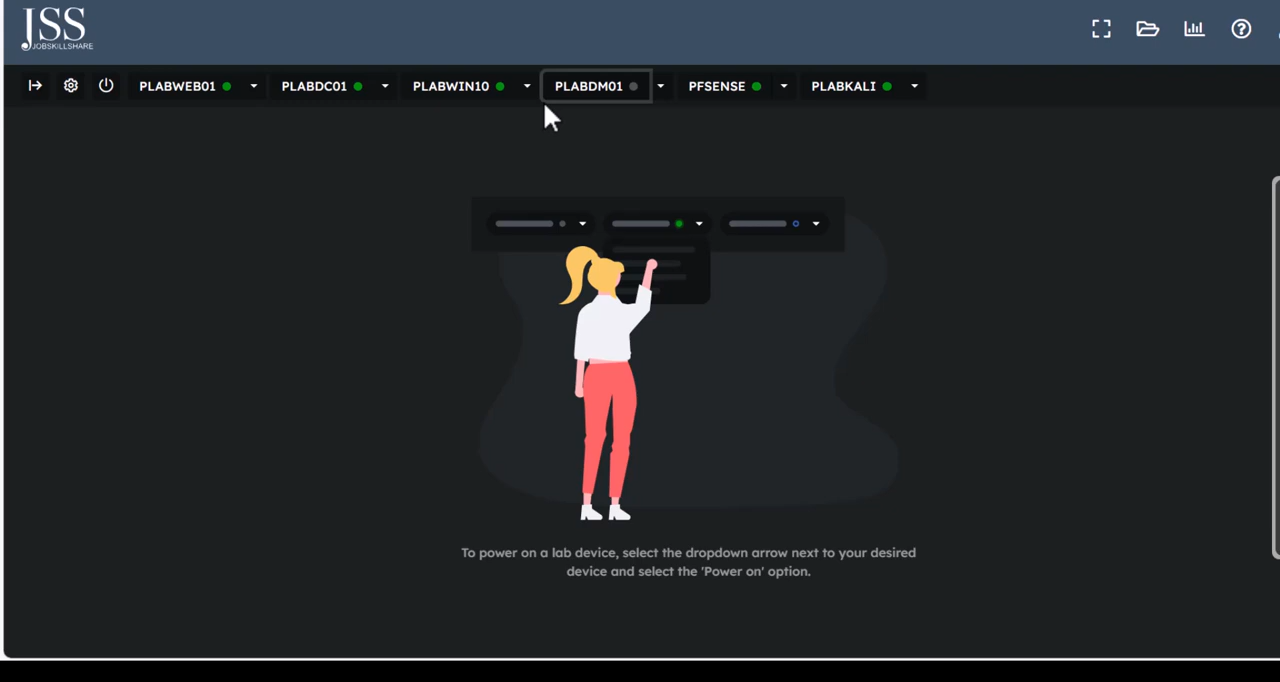 JSS
JOBSKILLSHARE
PLABWEB01 PLABDC01 PLABWIN10 PLABDM01 PFSENSE PLABKALI
To power on a lab device, select the dropdown arrow next to your desired
device and select the 'Power on' option.